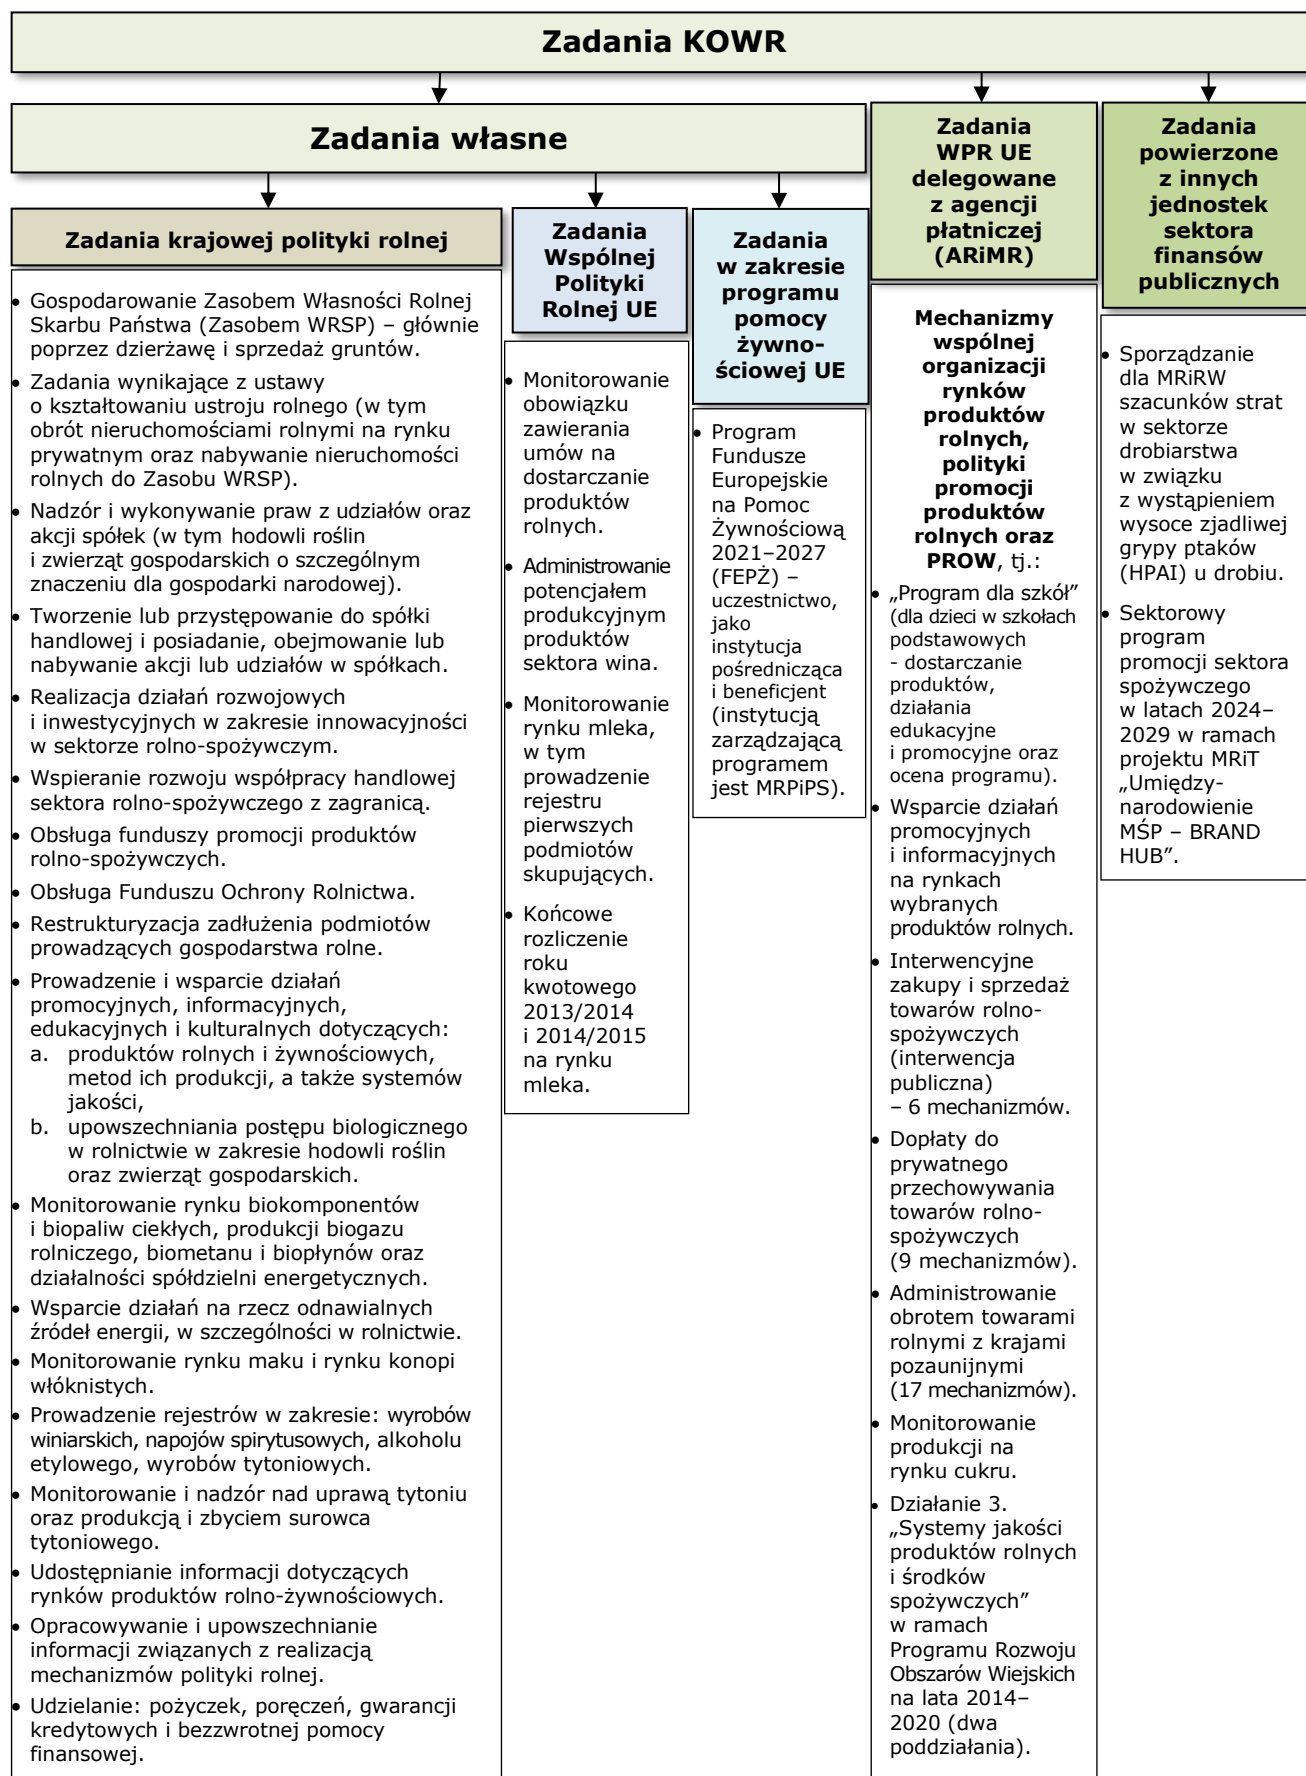 Zadania KOWR
Zadania własne
Zadania krajowej polityki rolnej
• Gospodarowanie Zasobem Własności Rolnej
Skarbu Państwa (Zasobem WRSP) – głównie
poprzez dzierżawę i sprzedaż gruntów.
• Zadania wynikające z ustawy
o kształtowaniu ustroju rolnego (w tym
obrót nieruchomościami rolnymi na rynku
prywatnym oraz nabywanie nieruchomości
rolnych do Zasobu WRSP).
• Nadzór i wykonywanie praw z udziałów oraz
akcji spółek (w tym hodowli roślin
i zwierząt gospodarskich o szczególnym
znaczeniu dla gospodarki narodowej).
• Tworzenie lub przystępowanie do spółki
handlowej i posiadanie, obejmowanie lub
nabywanie akcji lub udziałów w spółkach.
• Realizacja działań rozwojowych
i inwestycyjnych w zakresie innowacyjności
w sektorze rolno-spożywczym.
• Wspieranie rozwoju współpracy handlowej
sektora rolno-spożywczego z zagranicą.
• Obsługa funduszy promocji produktów
rolno-spożywczych.
• Obsługa Funduszu Ochrony Rolnictwa.
• Restrukturyzacja zadłużenia podmiotów
prowadzących gospodarstwa rolne.
• Prowadzenie i wsparcie działań
promocyjnych, informacyjnych,
edukacyjnych i kulturalnych dotyczących:
a. produktów rolnych i żywnościowych,
metod ich produkcji, a także systemów
jakości,
b. upowszechniania postępu biologicznego
w rolnictwie w zakresie hodowli roślin
oraz zwierząt gospodarskich.
• Monitorowanie rynku biokomponentów
i biopaliw ciekłych, produkcji biogazu
rolniczego, biometanu i biopłynów oraz
działalności spółdzielni energetycznych.
• Wsparcie działań na rzecz odnawialnych
źródeł energii, w szczególności w rolnictwie.
• Monitorowanie rynku maku i rynku konopi
włóknistych.
• Prowadzenie rejestrów w zakresie: wyrobów
winiarskich, napojów spirytusowych, alkoholu
etylowego, wyrobów tytoniowych.
• Monitorowanie i nadzór nad uprawą tytoniu
oraz produkcją i zbyciem surowca
tytoniowego.
• Udostępnianie informacji dotyczących
rynków produktów rolno-żywnościowych.
• Opracowywanie i upowszechnianie
informacji związanych z realizacją
mechanizmów polityki rolnej.
• Udzielanie: pożyczek, poręczeń, gwarancji
kredytowych i bezzwrotnej pomocy
finansowej.
Zadania
Wspólnej
Polityki
Rolnej UE
• Monitorowanie
obowiązku
zawierania
umów na
dostarczanie
produktów
rolnych.
• Administrowanie
potencjałem
produkcyjnym
produktów
sektora wina.
• Monitorowanie
rynku mleka,
w tym
prowadzenie
rejestru
pierwszych
podmiotów
skupujących.
• Końcowe
rozliczenie
roku
kwotowego
2013/2014
i 2014/2015
na rynku
mleka.
Zadania
w zakresie
programu
pomocy
żywno-
ściowej UE
• Program
Fundusze
Europejskie
na Pomoc
Żywnościową
2021–2027
(FEPŻ) –
uczestnictwo,
jako
instytucja
pośrednicząca
i beneficjent
(instytucją
zarządzającą
programem
jest MRPiPS).
Zadania
WPR UE
delegowane
z agencji
płatniczej
(ARiMR)
Mechanizmy
wspólnej
organizacji
rynków
produktów
rolnych,
polityki
promocji
produktów
rolnych oraz
PROW, tj.:
• „Program dla szkół”
(dla dzieci w szkołach
podstawowych
- dostarczanie
produktów,
działania
edukacyjne
i promocyjne oraz
ocena programu).
• Wsparcie działań
promocyjnych
i informacyjnych
na rynkach
wybranych
produktów rolnych.
• Interwencyjne
zakupy i sprzedaż
towarów rolno-
spożywczych
(interwencja
publiczna)
– 6 mechanizmów.
• Dopłaty do
prywatnego
przechowywania
towarów rolno-
spożywczych
(9 mechanizmów).
• Administrowanie
obrotem towarami
rolnymi z krajami
pozaunijnymi
(17 mechanizmów).
• Monitorowanie
produkcji na
rynku cukru.
• Działanie 3.
„Systemy jakości
produktów rolnych
i środków
spożywczych”
w ramach
Programu Rozwoju
Obszarów Wiejskich
na lata 2014–
2020 (dwa
poddziałania).
Zadania
powierzone
z innych
jednostek
sektora
finansów
publicznych
• Sporządzanie
dla MRiRW
szacunków strat
w sektorze
drobiarstwa
w związku
z wystąpieniem
wysoce zjadliwej
grypy ptaków
(HPAI) u drobiu.
• Sektorowy
program
promocji sektora
spożywczego
w latach 2024–
2029 w ramach
projektu MRiT
„Umiędzy-
narodowienie
MŚP – BRAND
HUB”.